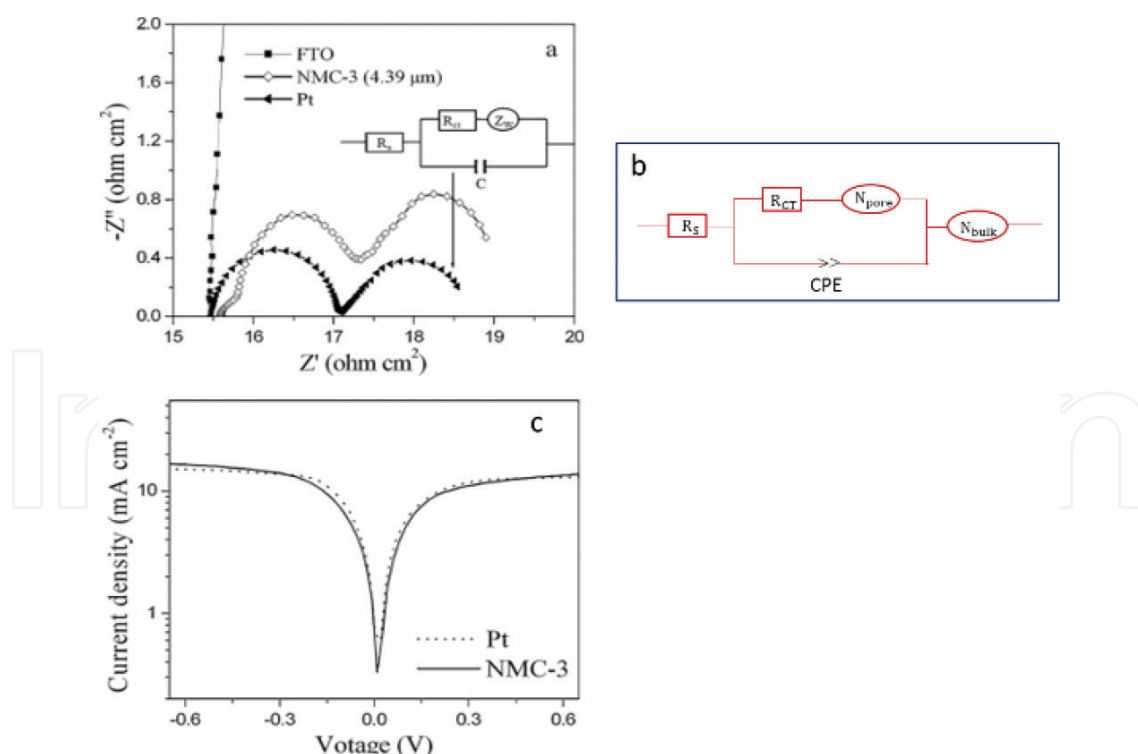 a
FTO
NMC-3 (4.39 μm)
Pt
Rs
Rct
Zw
C
2.0
1.6
1.2
0.8
0.4
0.0
-Z" (ohm cm²)
15 16 17 18 19 20
Z' (ohm cm²)
b
RS
RCT
Npore
Nbulk
CPE
c
10
1
Current density (mA cm⁻²)
Pt
NMC-3
-0.6 -0.3 0.0 0.3 0.6
Votage (V)